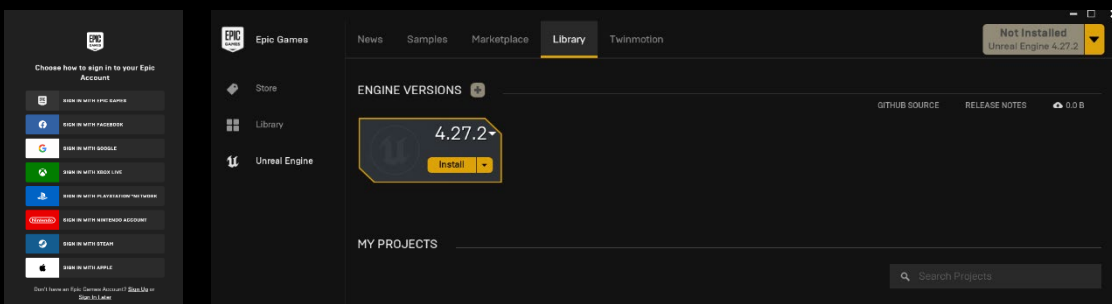 EPIC GAMES
Choose how to sign in to your Epic
Account
SIGN IN WITH EPIC GAMES
SIGN IN WITH FACEBOOK
SIGN IN WITH GOOGLE
SIGN IN WITH XBOX LIVE
SIGN IN WITH PLAYSTATION™NETWORK
Nintendo SIGN IN WITH NINTENDO ACCOUNT
SIGN IN WITH STEAM
SIGN IN WITH APPLE
Don't have an Epic Games Account? Sign Up or
Sign In Later
EPIC GAMES Epic Games
Store
Library
Unreal Engine
News Samples Marketplace Library Twinmotion
Not Installed
Unreal Engine 4.27.2
ENGINE VERSIONS
GITHUB SOURCE RELEASE NOTES 0.0 B
4.27.2
Install
MY PROJECTS
Search Projects